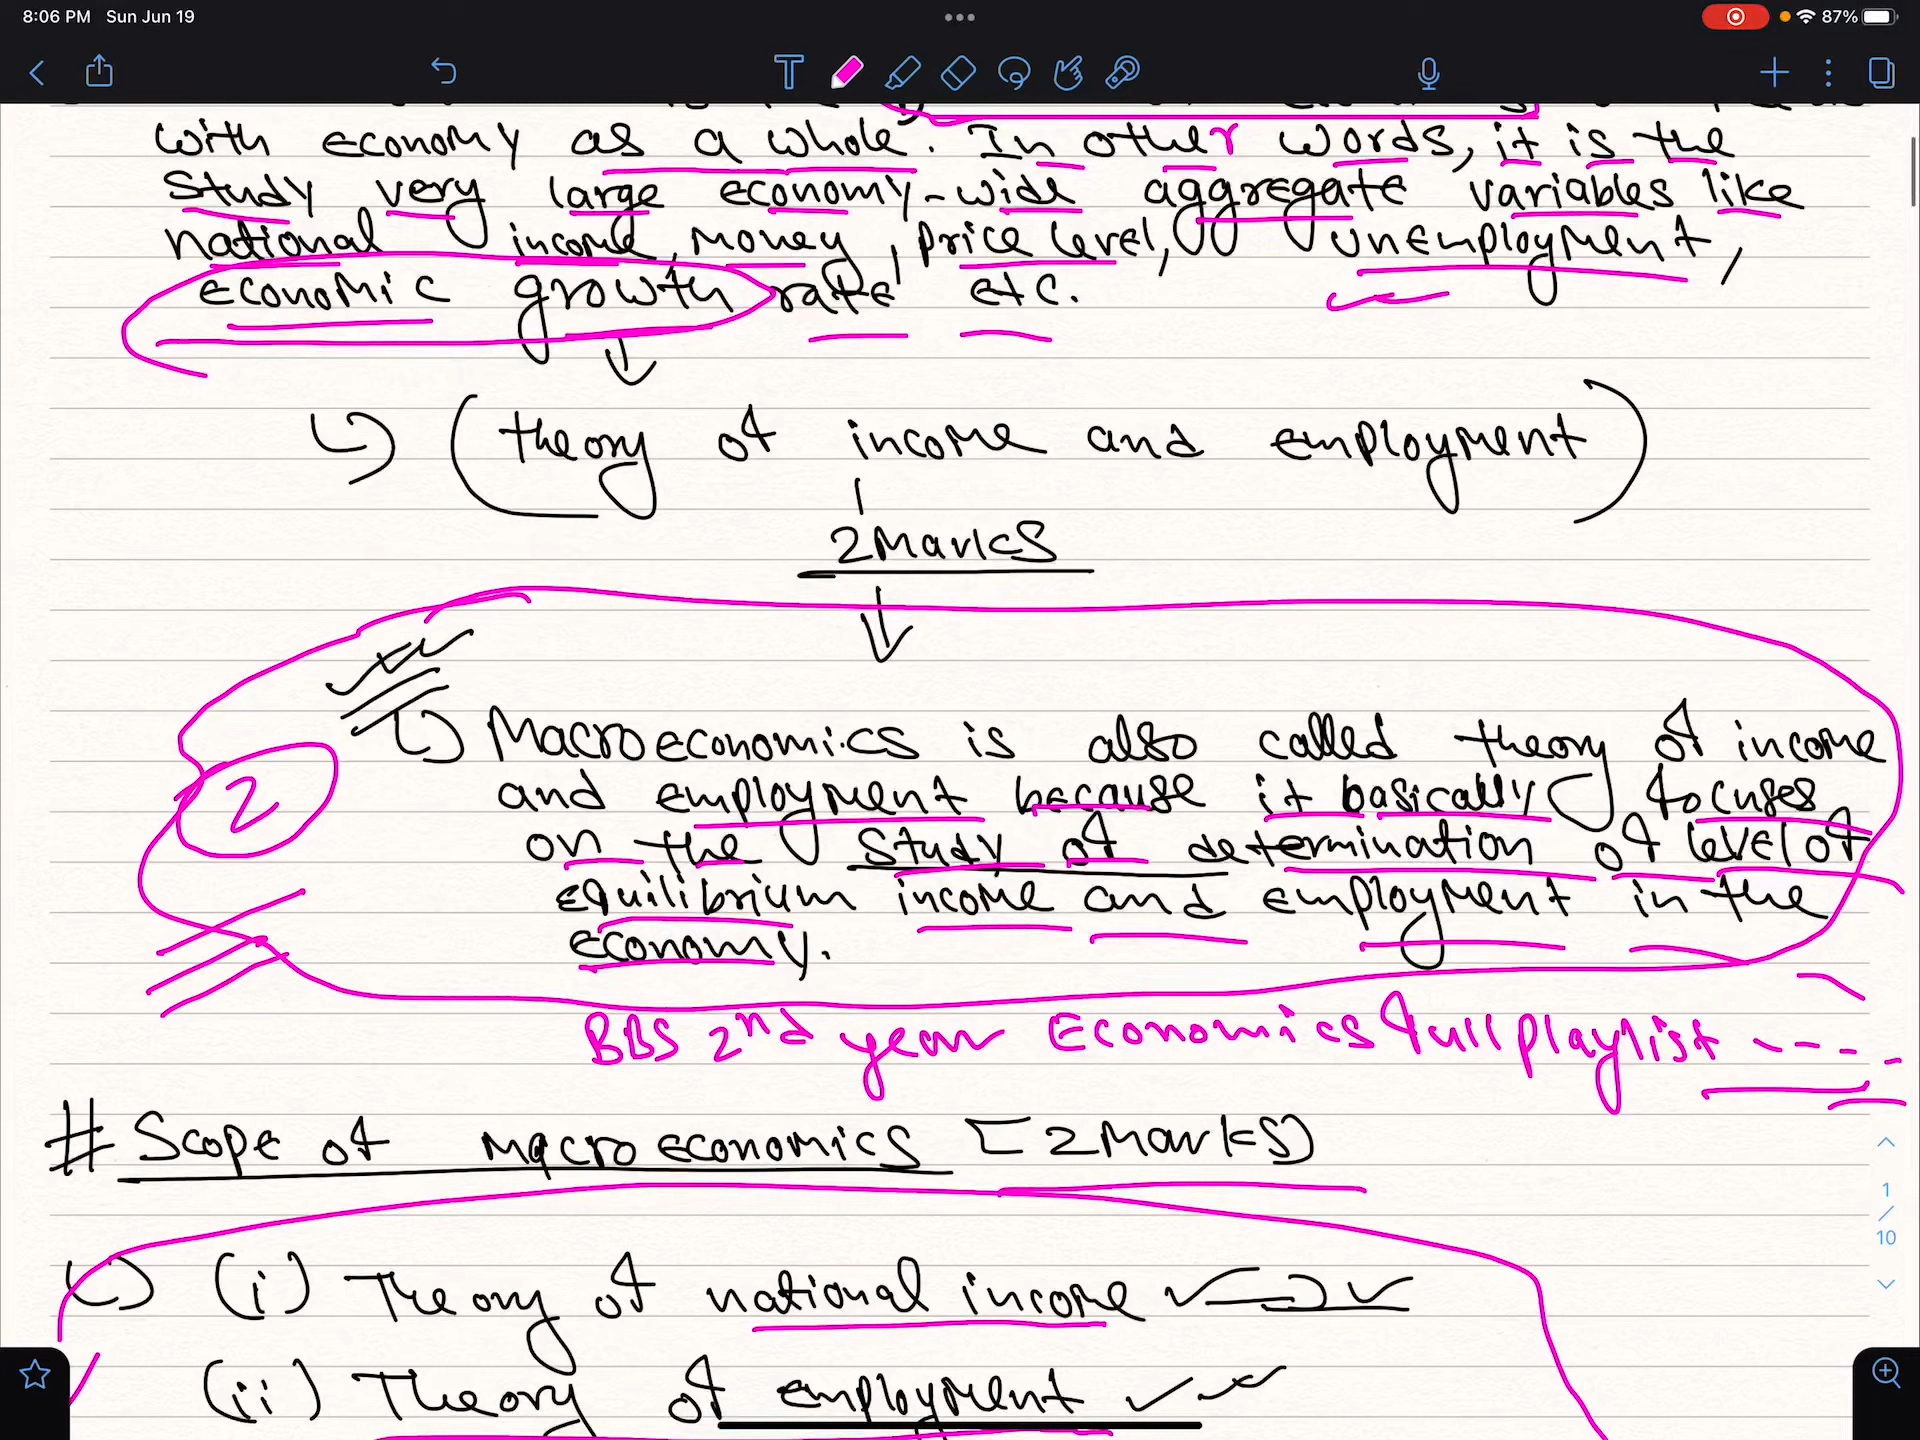 8:06 PM Sun Jun 19
87%
with economy as a whole. In other words, it is the
study very large economy-wide aggregate variables like
national income, money, price level, unemployment,
economic growth rate etc.
(theory of income and employment)
2 Marks
2
Macroeconomics is also called theory of income
and employment because it basically focuses
on the study of determination of level of
equilibrium income and employment in the
economy.
BBS 2nd year Economics full playlist ----
# Scope of Macroeconomics [2 Marks]
(i) Theory of national income
(ii) Theory of employment
1
/
10